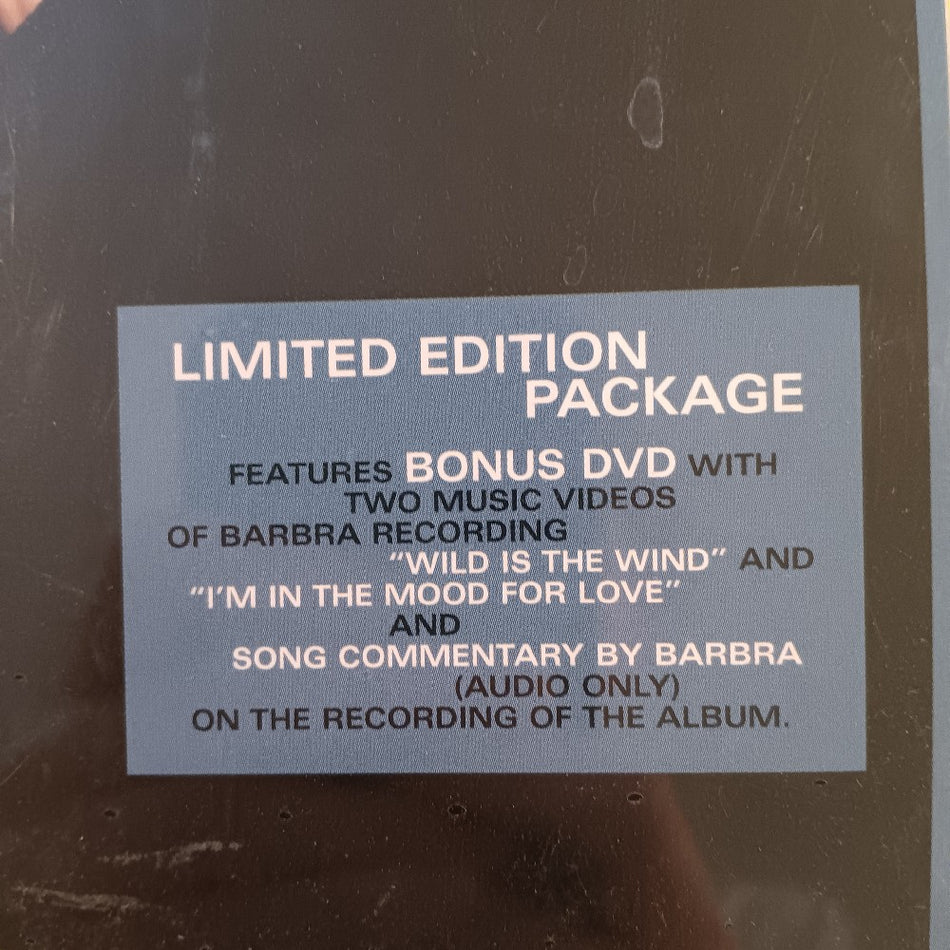 LIMITED EDITION
PACKAGE
FEATURES BONUS DVD WITH
TWO MUSIC VIDEOS
OF BARBRA RECORDING
“WILD IS THE WIND” AND
“I’M IN THE MOOD FOR LOVE”
AND
SONG COMMENTARY BY BARBRA
(AUDIO ONLY)
ON THE RECORDING OF THE ALBUM.